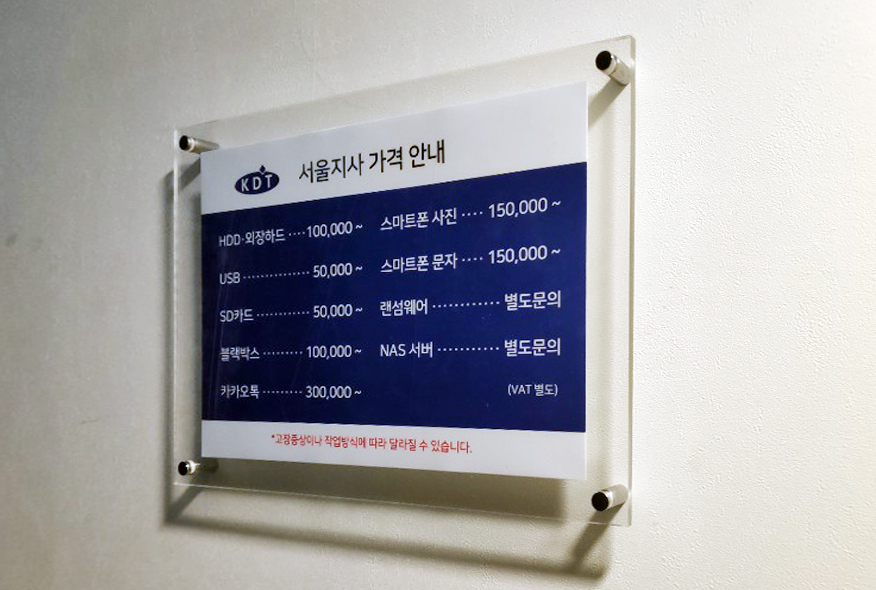 KDT 서울지사 가격 안내
HDD·외장하드 ···· 100,000 ~
USB ·············· 50,000 ~
SD카드 ············ 50,000 ~
블랙박스 ········· 100,000 ~
카카오톡 ········· 300,000 ~
스마트폰 사진 ···· 150,000 ~
스마트폰 문자 ···· 150,000 ~
랜섬웨어 ············ 별도문의
NAS 서버 ··········· 별도문의
(VAT 별도)
*고장증상이나 작업방식에 따라 달라질 수 있습니다.